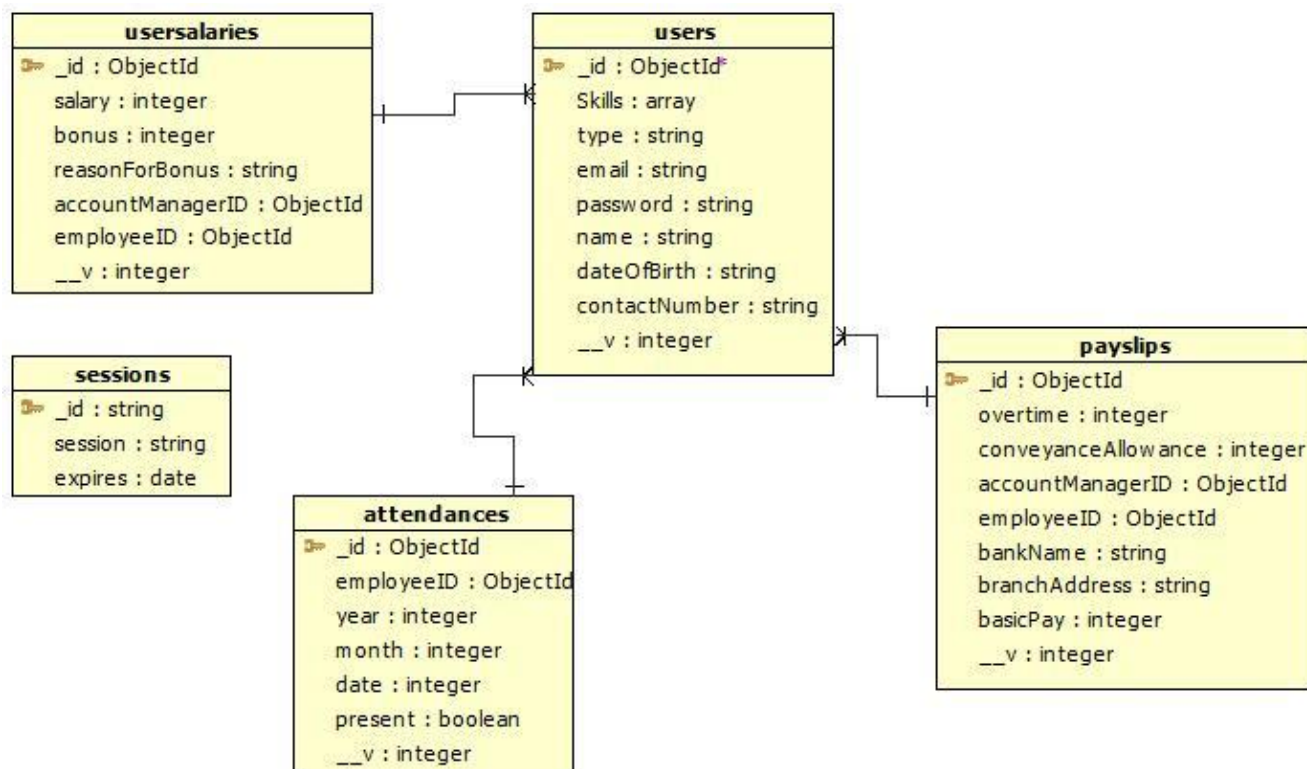 usersalaries
_id : ObjectId
salary : integer
bonus : integer
reasonForBonus : string
accountManagerID : ObjectId
employeeID : ObjectId
__v : integer
users
_id : ObjectId*
Skills : array
type : string
email : string
password : string
name : string
dateOfBirth : string
contactNumber : string
__v : integer
sessions
_id : string
session : string
expires : date
attendances
_id : ObjectId
employeeID : ObjectId
year : integer
month : integer
date : integer
present : boolean
__v : integer
payslips
_id : ObjectId
overtime : integer
conveyanceAllowance : integer
accountManagerID : ObjectId
employeeID : ObjectId
bankName : string
branchAddress : string
basicPay : integer
__v : integer